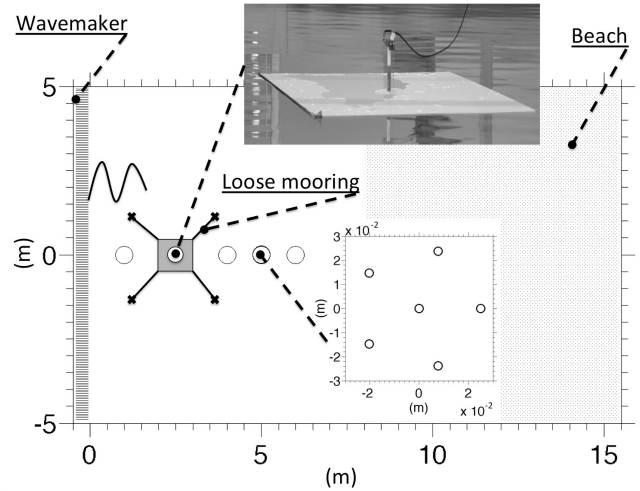 Wavemaker
Beach
5
Loose mooring
(m)
0
x 10⁻²
3
2
1
(m)
0
-1
-2
-3
-2
0
2
(m)
x 10⁻²
-5
0
5
10
15
(m)